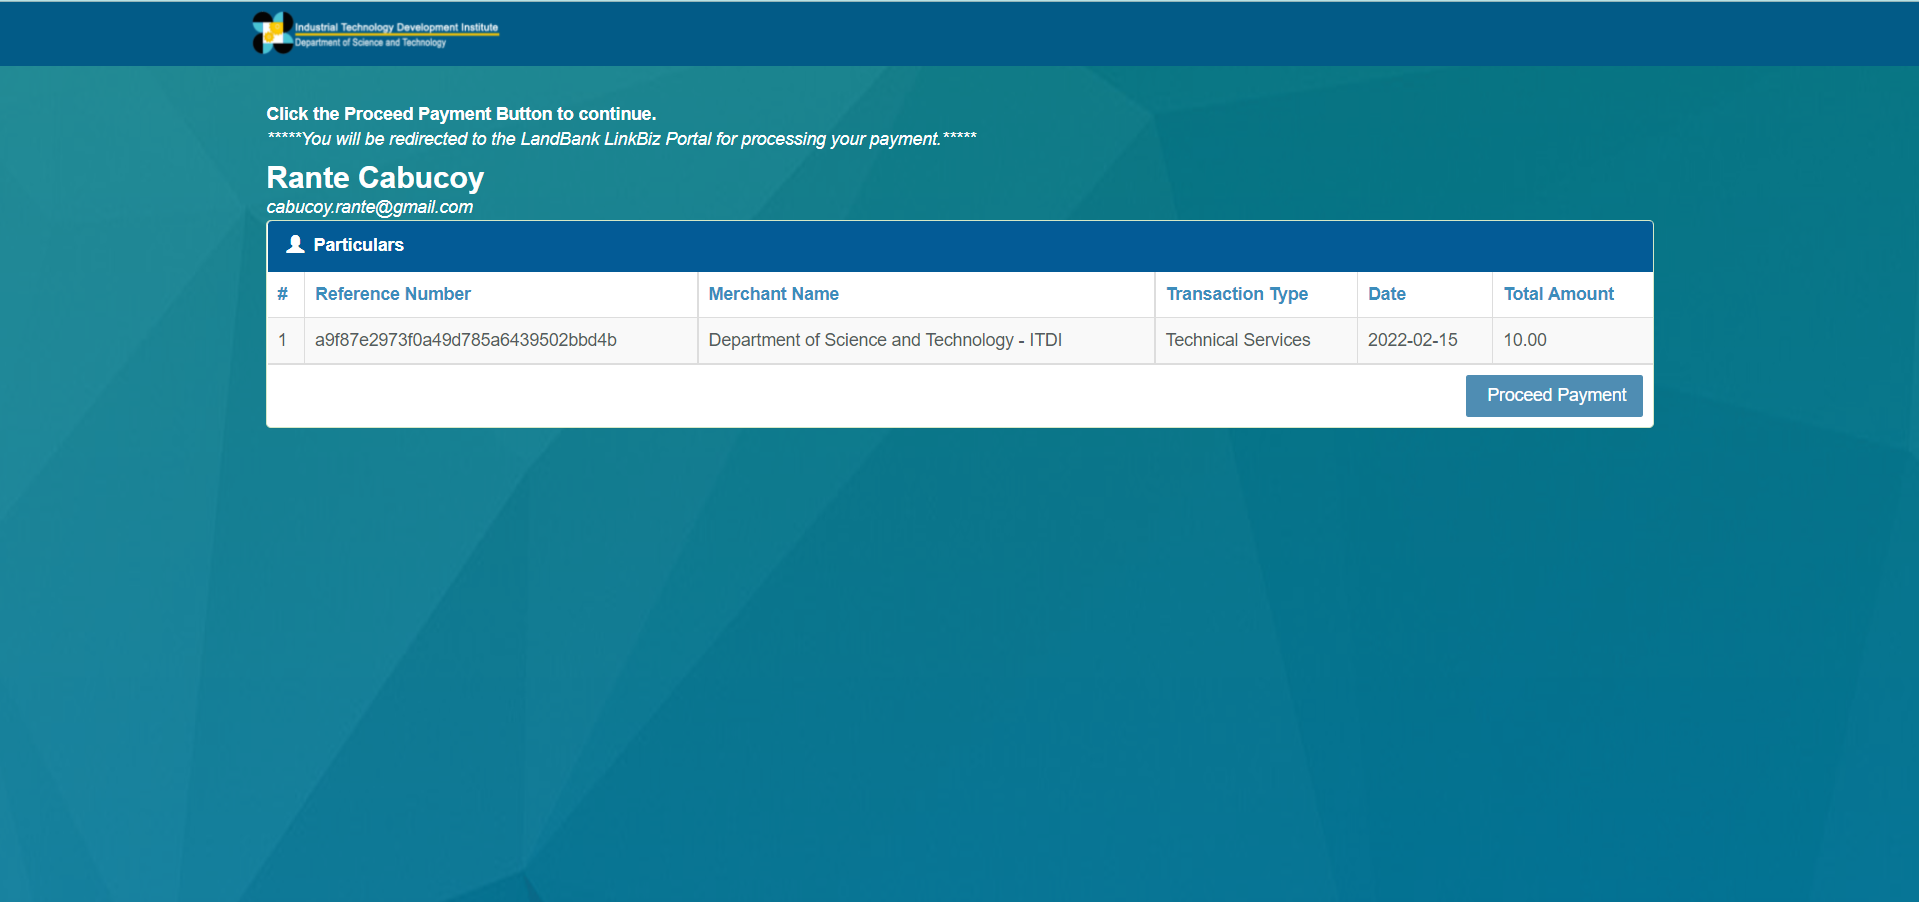 Industrial Technology Development Institute
Department of Science and Technology
Click the Proceed Payment Button to continue.
*****You will be redirected to the LandBank LinkBiz Portal for processing your payment.*****
Rante Cabucoy
cabucoy.rante@gmail.com
Particulars
# Reference Number Merchant Name Transaction Type Date Total Amount
1 a9f87e2973f0a49d785a6439502bbd4b Department of Science and Technology - ITDI Technical Services 2022-02-15 10.00
Proceed Payment